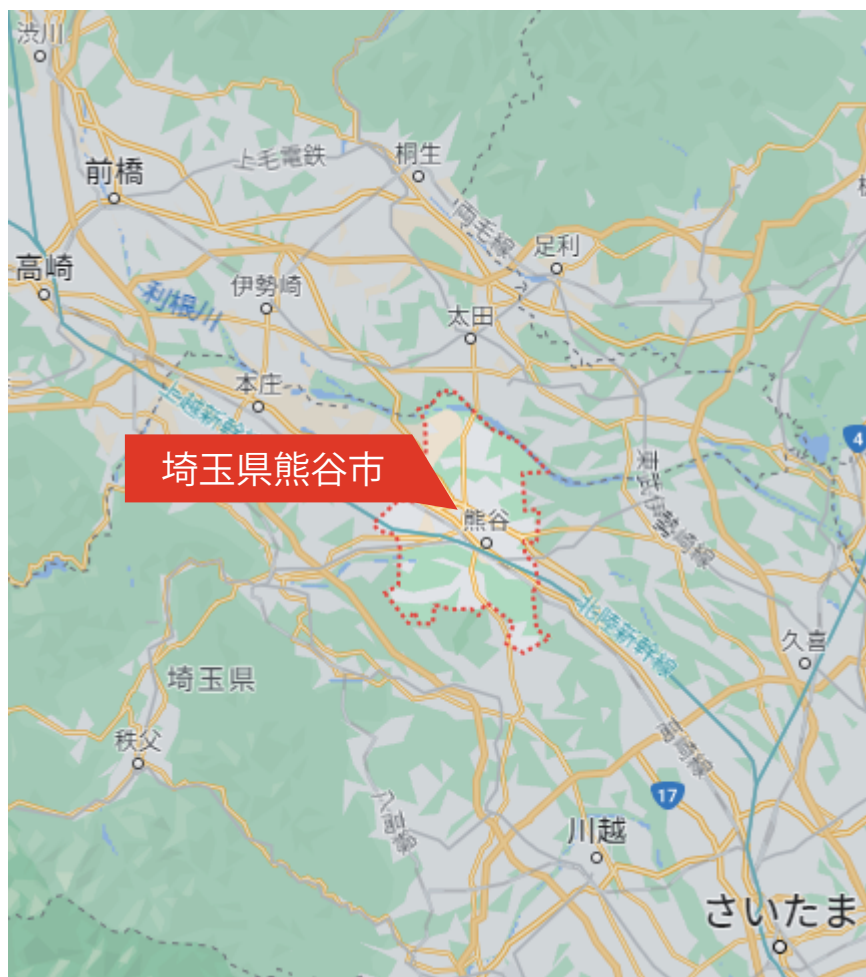 渋川
前橋
上毛電鉄
桐生
両毛線
足利
高崎
利根川
伊勢崎
太田
本庄
上越新幹線
4
埼玉県熊谷市
東武伊勢崎線
熊谷
北陸新幹線
久喜
埼玉県
高崎線
秩父
八高線
17
川越
さいたま